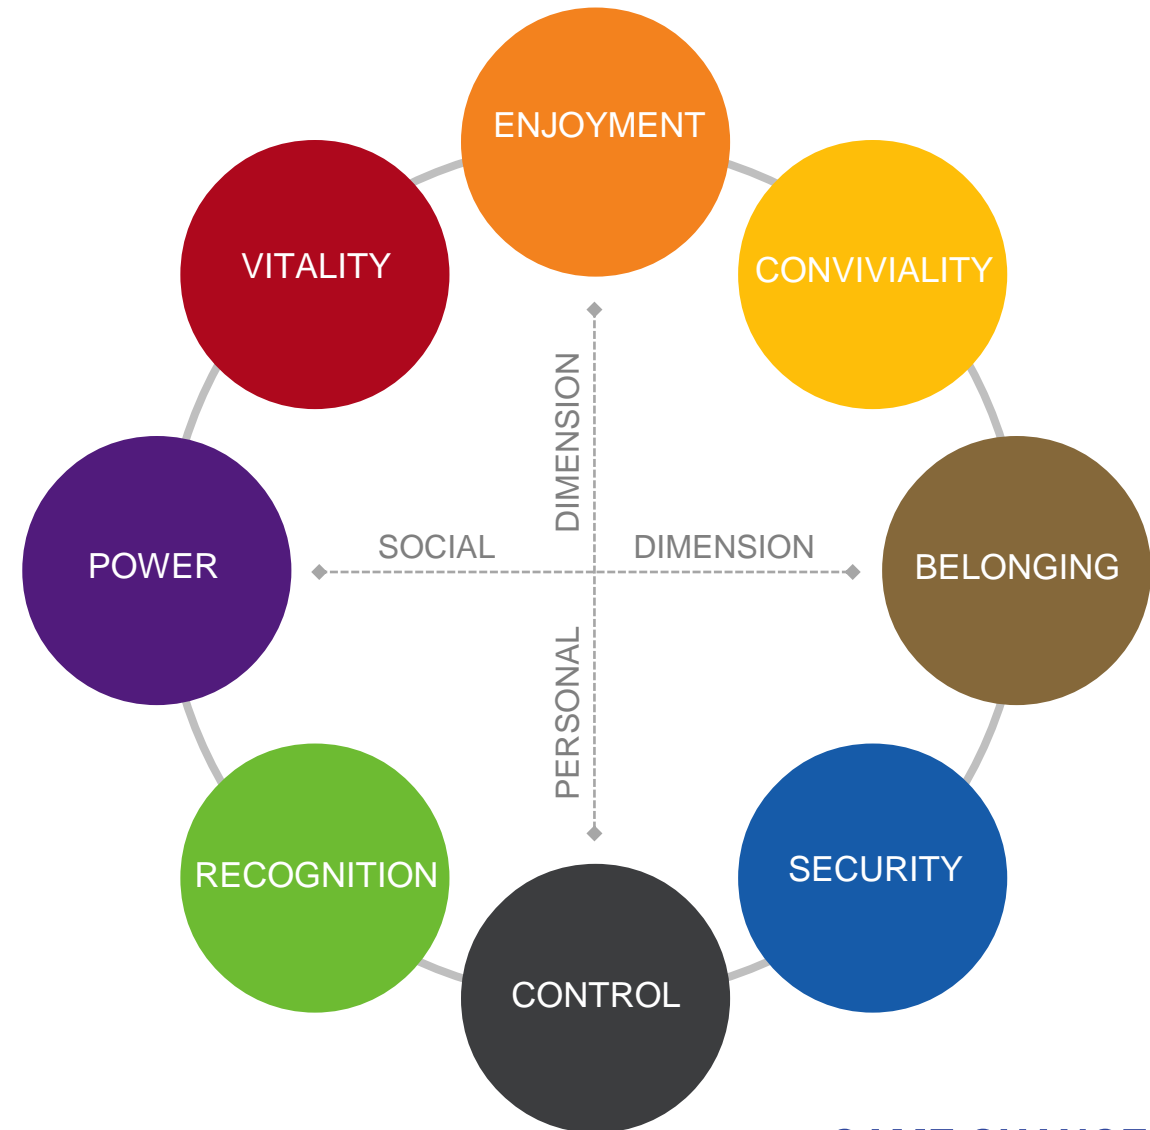 ENJOYMENT
VITALITY
CONVIVIALITY
PERSONAL DIMENSION
SOCIAL DIMENSION
POWER
BELONGING
RECOGNITION
SECURITY
CONTROL